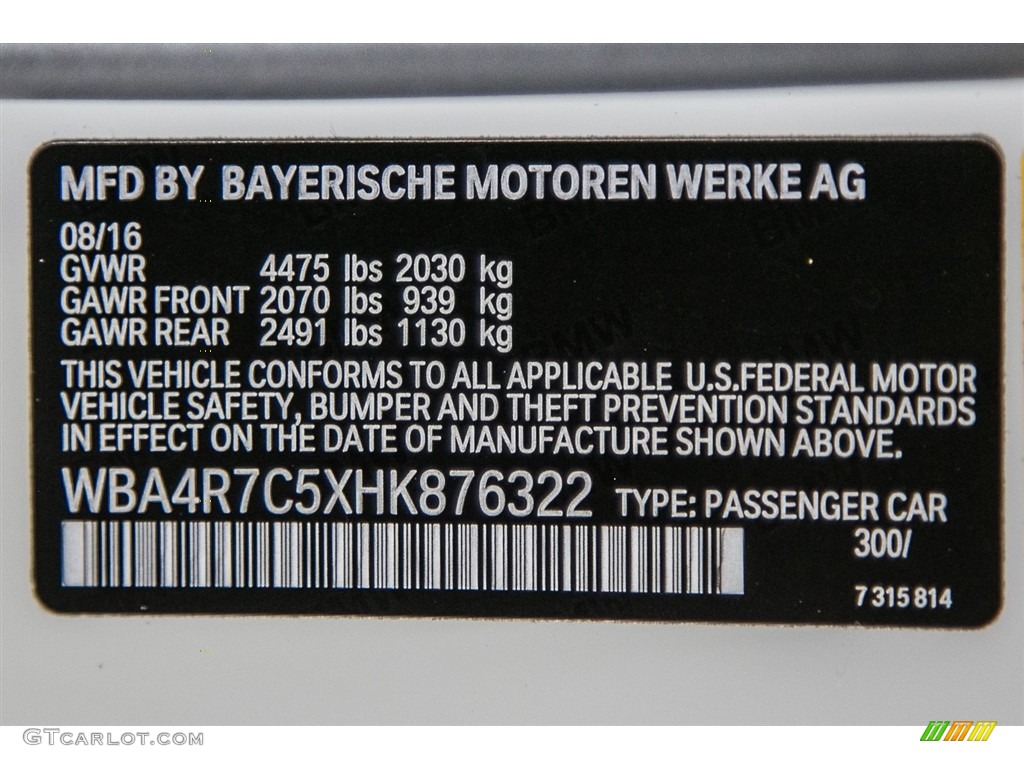 MFD BY BAYERISCHE MOTOREN WERKE AG
08/16
GVWR 4475 lbs 2030 kg
GAWR FRONT 2070 lbs 939 kg
GAWR REAR 2491 lbs 1130 kg
THIS VEHICLE CONFORMS TO ALL APPLICABLE U.S.FEDERAL MOTOR
VEHICLE SAFETY, BUMPER AND THEFT PREVENTION STANDARDS
IN EFFECT ON THE DATE OF MANUFACTURE SHOWN ABOVE.
WBA4R7C5XHK876322 TYPE: PASSENGER CAR
300/
7 315 814
GTCARLOT.COM